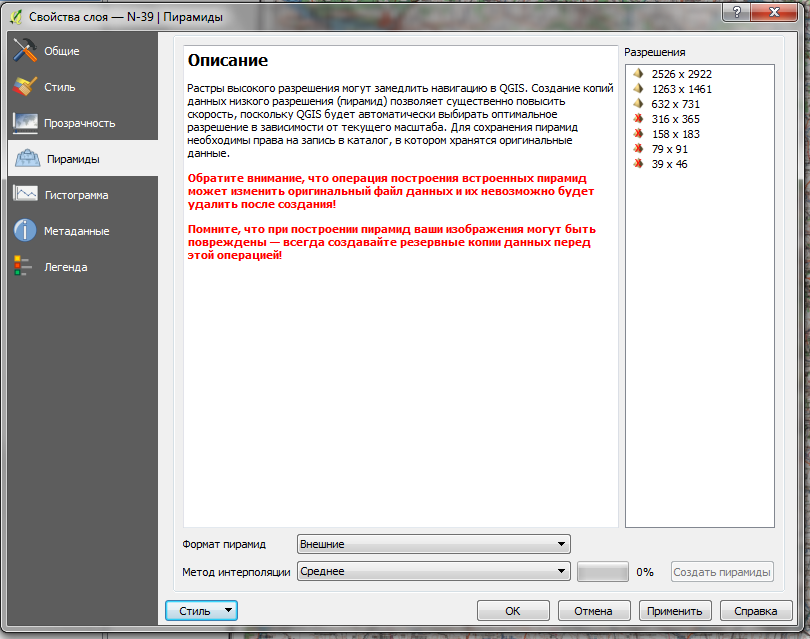 Свойства слоя — N-39 | Пирамиды
?
Общие
Стиль
Прозрачность
Пирамиды
Гистограмма
Метаданные
Легенда
Описание
Растры высокого разрешения могут замедлить навигацию в QGIS. Создание копий
данных низкого разрешения (пирамид) позволяет существенно повысить
скорость, поскольку QGIS будет автоматически выбирать оптимальное
разрешение в зависимости от текущего масштаба. Для сохранения пирамид
необходимы права на запись в каталог, в котором хранятся оригинальные
данные.
Обратите внимание, что операция построения встроенных пирамид
может изменить оригинальный файл данных и их невозможно будет
удалить после создания!
Помните, что при построении пирамид ваши изображения могут быть
повреждены — всегда создавайте резервные копии данных перед
этой операцией!
Разрешения
2526 x 2922
1263 x 1461
632 x 731
316 x 365
158 x 183
79 x 91
39 x 46
Формат пирамид Внешние
Метод интерполяции Среднее 0% Создать пирамиды
Стиль OK Отмена Применить Справка